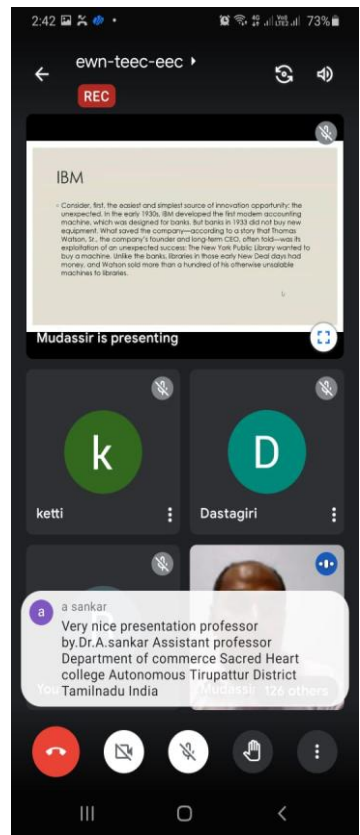 2:42
73%
ewn-teec-eec
REC
IBM
Consider, first, the easiest and simplest source of innovation opportunity: the
unexpected. In the early 1930s, IBM developed the first modern accounting
machine, which was designed for banks. But banks in 1933 did not buy new
equipment. What saved the company—according to a story that Thomas
Watson, Sr., the company's founder and long-term CEO, often told—was its
exploitation of an unexpected success: The New York Public Library wanted to
buy a machine. Unlike the banks, libraries in those early New Deal days had
money, and Watson sold more than a hundred of his otherwise unsalable
machines to libraries.
Mudassir is presenting
k
D
ketti
Dastagiri
a
a sankar
Very nice presentation professor
by.Dr.A.sankar Assistant professor
Department of commerce Sacred Heart
college Autonomous Tirupattur District
Tamilnadu India
You
Mudassir
126 others